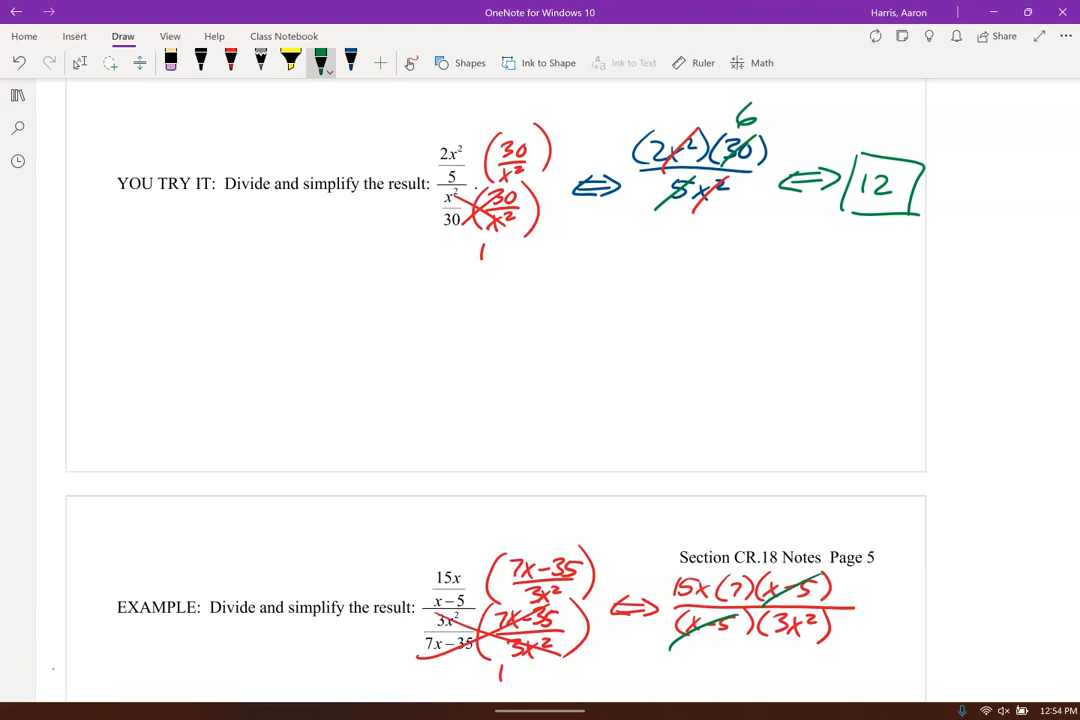 OneNote for Windows 10
Harris, Aaron
Home Insert Draw View Help Class Notebook
Share
Shapes Ink to Shape Ink to Text Ruler Math
YOU TRY IT: Divide and simplify the result:
2x²
5
x²
30
(30/x²)
(30/x²)
1
⇔
(2x²)(30)
6
5x²
⇔
12
Section CR.18 Notes Page 5
EXAMPLE: Divide and simplify the result:
15x
x – 5
3x²
7x – 35
(7x-35/3x²)
(7x-35/3x²)
1
⇔
15x(7)(x-5)
(x-5)(3x²)
12:54 PM